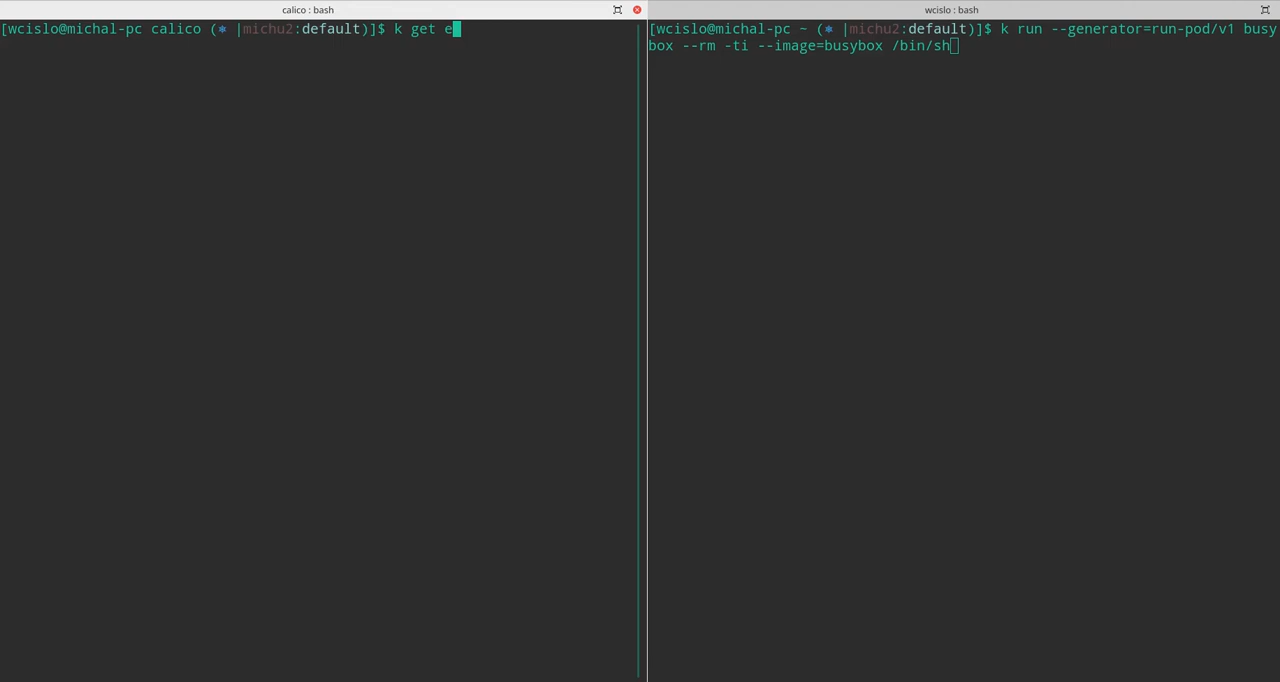 calico : bash
[wcislo@michal-pc calico (⎈ |michu2:default)]$ k get e
wcislo : bash
[wcislo@michal-pc ~ (⎈ |michu2:default)]$ k run --generator=run-pod/v1 busy
box --rm -ti --image=busybox /bin/sh